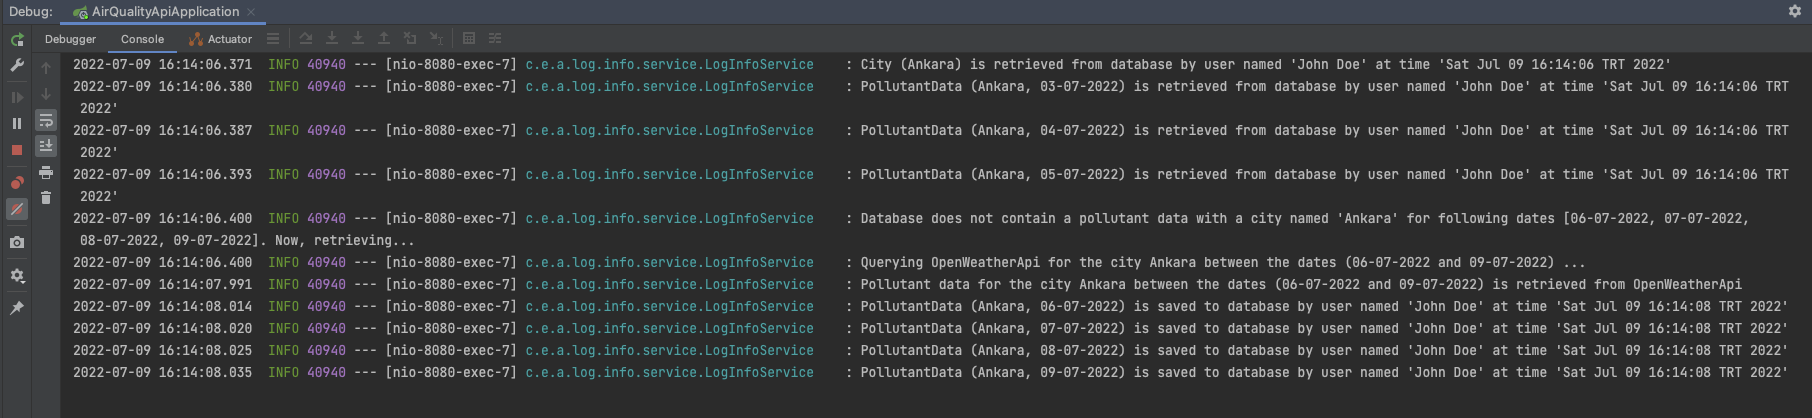 Debug: AirQualityApiApplication
Debugger Console Actuator
2022-07-09 16:14:06.371  INFO 40940 --- [nio-8080-exec-7] c.e.a.log.info.service.LogInfoService    : City (Ankara) is retrieved from database by user named 'John Doe' at time 'Sat Jul 09 16:14:06 TRT 2022'
2022-07-09 16:14:06.380  INFO 40940 --- [nio-8080-exec-7] c.e.a.log.info.service.LogInfoService    : PollutantData (Ankara, 03-07-2022) is retrieved from database by user named 'John Doe' at time 'Sat Jul 09 16:14:06 TRT
2022'
2022-07-09 16:14:06.387  INFO 40940 --- [nio-8080-exec-7] c.e.a.log.info.service.LogInfoService    : PollutantData (Ankara, 04-07-2022) is retrieved from database by user named 'John Doe' at time 'Sat Jul 09 16:14:06 TRT
2022'
2022-07-09 16:14:06.393  INFO 40940 --- [nio-8080-exec-7] c.e.a.log.info.service.LogInfoService    : PollutantData (Ankara, 05-07-2022) is retrieved from database by user named 'John Doe' at time 'Sat Jul 09 16:14:06 TRT
2022'
2022-07-09 16:14:06.400  INFO 40940 --- [nio-8080-exec-7] c.e.a.log.info.service.LogInfoService    : Database does not contain a pollutant data with a city named 'Ankara' for following dates [06-07-2022, 07-07-2022,
08-07-2022, 09-07-2022]. Now, retrieving...
2022-07-09 16:14:06.400  INFO 40940 --- [nio-8080-exec-7] c.e.a.log.info.service.LogInfoService    : Querying OpenWeatherApi for the city Ankara between the dates (06-07-2022 and 09-07-2022) ...
2022-07-09 16:14:07.991  INFO 40940 --- [nio-8080-exec-7] c.e.a.log.info.service.LogInfoService    : Pollutant data for the city Ankara between the dates (06-07-2022 and 09-07-2022) is retrieved from OpenWeatherApi
2022-07-09 16:14:08.014  INFO 40940 --- [nio-8080-exec-7] c.e.a.log.info.service.LogInfoService    : PollutantData (Ankara, 06-07-2022) is saved to database by user named 'John Doe' at time 'Sat Jul 09 16:14:08 TRT 2022'
2022-07-09 16:14:08.020  INFO 40940 --- [nio-8080-exec-7] c.e.a.log.info.service.LogInfoService    : PollutantData (Ankara, 07-07-2022) is saved to database by user named 'John Doe' at time 'Sat Jul 09 16:14:08 TRT 2022'
2022-07-09 16:14:08.025  INFO 40940 --- [nio-8080-exec-7] c.e.a.log.info.service.LogInfoService    : PollutantData (Ankara, 08-07-2022) is saved to database by user named 'John Doe' at time 'Sat Jul 09 16:14:08 TRT 2022'
2022-07-09 16:14:08.035  INFO 40940 --- [nio-8080-exec-7] c.e.a.log.info.service.LogInfoService    : PollutantData (Ankara, 09-07-2022) is saved to database by user named 'John Doe' at time 'Sat Jul 09 16:14:08 TRT 2022'